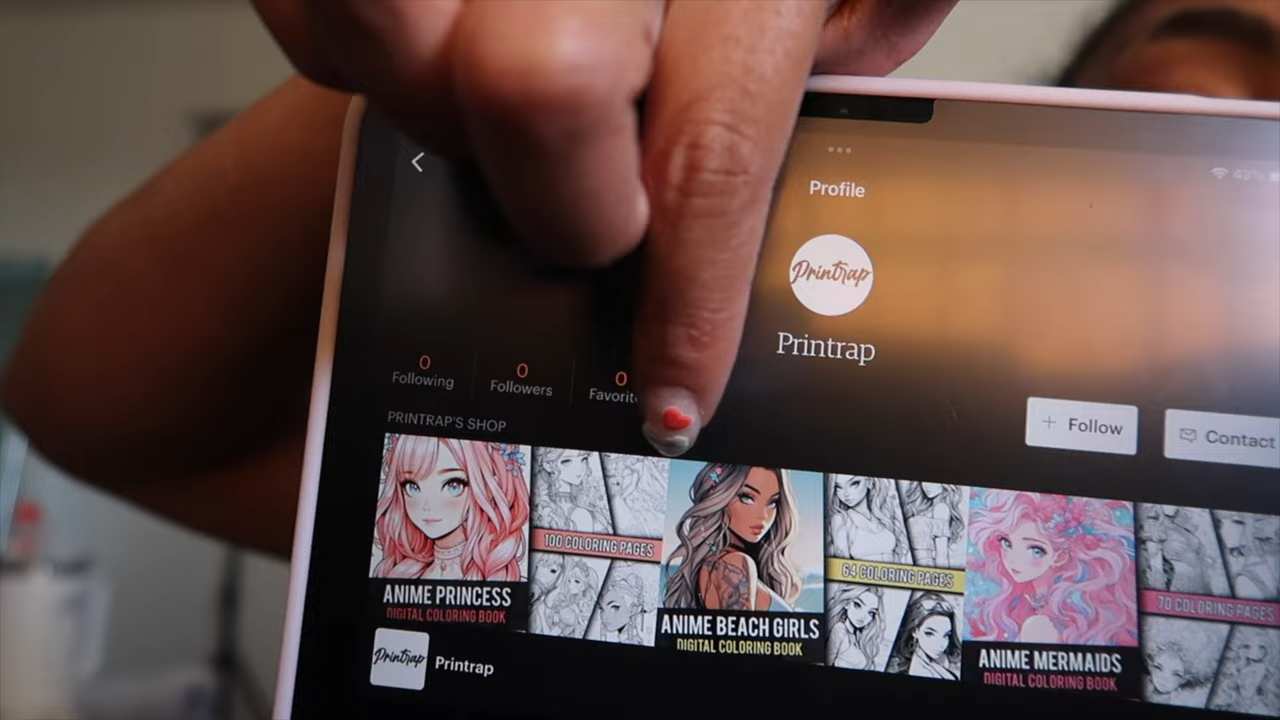 43%
Profile
Printrap
Printrap
0 Following
0 Followers
0 Favorit
+ Follow
Contact
PRINTRAP'S SHOP
ANIME PRINCESS
DIGITAL COLORING BOOK
100 COLORING PAGES
ANIME BEACH GIRLS
DIGITAL COLORING BOOK
64 COLORING PAGES
ANIME MERMAIDS
DIGITAL COLORING BOOK
70 COLORING PAGES
Printrap
Printrap